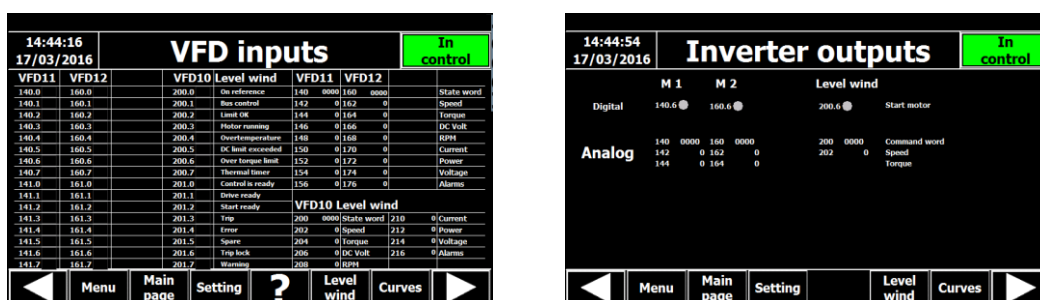 14:44:16
17/03/2016
VFD inputs
In control
VFD11 VFD12 VFD10 Level wind VFD11 VFD12
140.0 160.0 200.0 On reference 140 0000 160 0000 State word
140.1 160.1 200.1 Bus control 142 0 162 0 Speed
140.2 160.2 200.2 Limit OK 144 0 164 0 Torque
140.3 160.3 200.3 Motor running 146 0 166 0 DC Volt
140.4 160.4 200.4 Overtemperature 148 0 168 0 RPM
140.5 160.5 200.5 DC limit exceeded 150 0 170 0 Current
140.6 160.6 200.6 Over torque limit 152 0 172 0 Power
140.7 160.7 200.7 Thermal timer 154 0 174 0 Voltage
141.0 161.0 201.0 Control is ready 156 0 176 0 Alarms
141.1 161.1 201.1 Drive ready
141.2 161.2 201.2 Start ready VFD10 Level wind
141.3 161.3 201.3 Trip 200 0000 State word 210 0 Current
141.4 161.4 201.4 Error 202 0 Speed 212 0 Power
141.5 161.5 201.5 Spare 204 0 Torque 214 0 Voltage
141.6 161.6 201.6 Trip lock 206 0 DC Volt 216 0 Alarms
141.7 161.7 201.7 Warning 208 0 RPM
Menu Main page Setting ? Level wind Curves
14:44:54
17/03/2016
Inverter outputs
In control
M 1 M 2 Level wind
Digital 140.6 160.6 200.6 Start motor
Analog
140 0000 160 0000 200 0000 Command word
142 0 162 0 202 0 Speed
144 0 164 0 Torque
Menu Main page Setting Level wind Curves